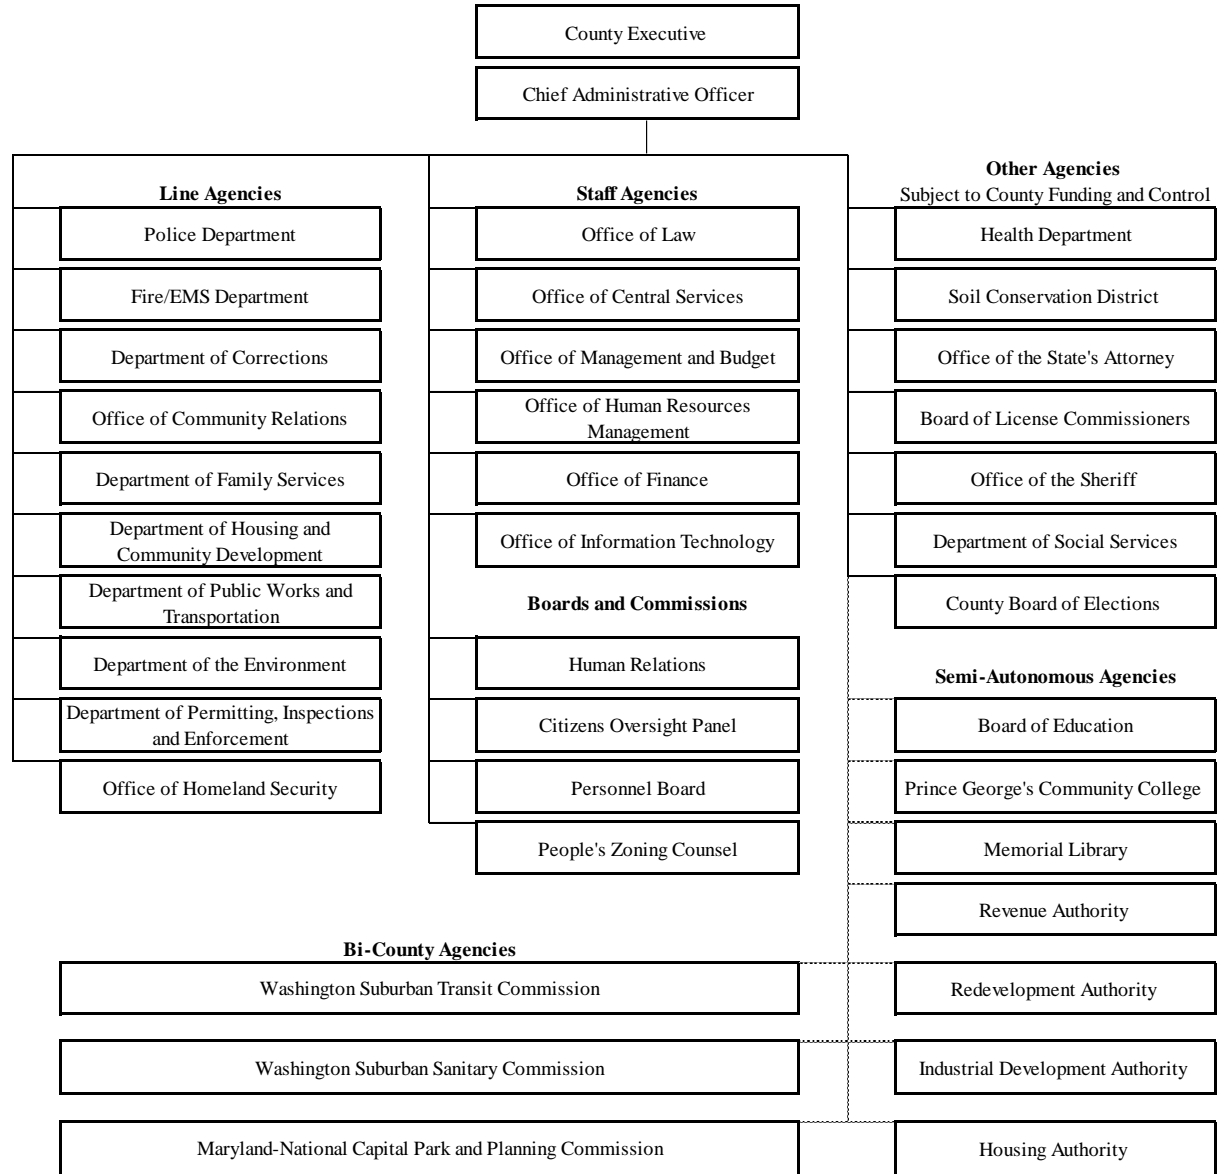 County Executive
Chief Administrative Officer
Line Agencies
Police Department
Fire/EMS Department
Department of Corrections
Office of Community Relations
Department of Family Services
Department of Housing and
Community Development
Department of Public Works and
Transportation
Department of the Environment
Department of Permitting, Inspections
and Enforcement
Office of Homeland Security
Staff Agencies
Office of Law
Office of Central Services
Office of Management and Budget
Office of Human Resources
Management
Office of Finance
Office of Information Technology
Boards and Commissions
Human Relations
Citizens Oversight Panel
Personnel Board
People's Zoning Counsel
Other Agencies
Subject to County Funding and Control
Health Department
Soil Conservation District
Office of the State's Attorney
Board of License Commissioners
Office of the Sheriff
Department of Social Services
County Board of Elections
Semi-Autonomous Agencies
Board of Education
Prince George's Community College
Memorial Library
Revenue Authority
Redevelopment Authority
Industrial Development Authority
Housing Authority
Bi-County Agencies
Washington Suburban Transit Commission
Washington Suburban Sanitary Commission
Maryland-National Capital Park and Planning Commission